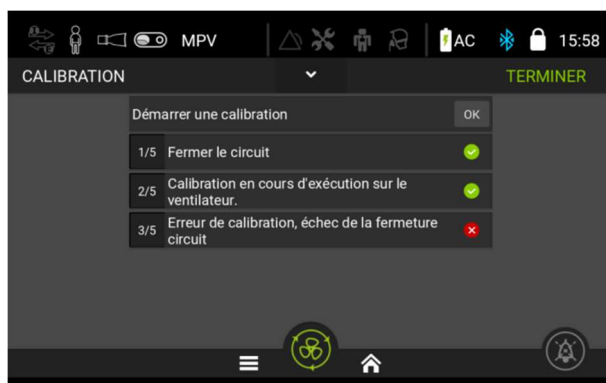 MPV AC 15:58
CALIBRATION TERMINER
Démarrer une calibration OK
1/5 Fermer le circuit
2/5 Calibration en cours d'exécution sur le
ventilateur.
3/5 Erreur de calibration, échec de la fermeture
circuit